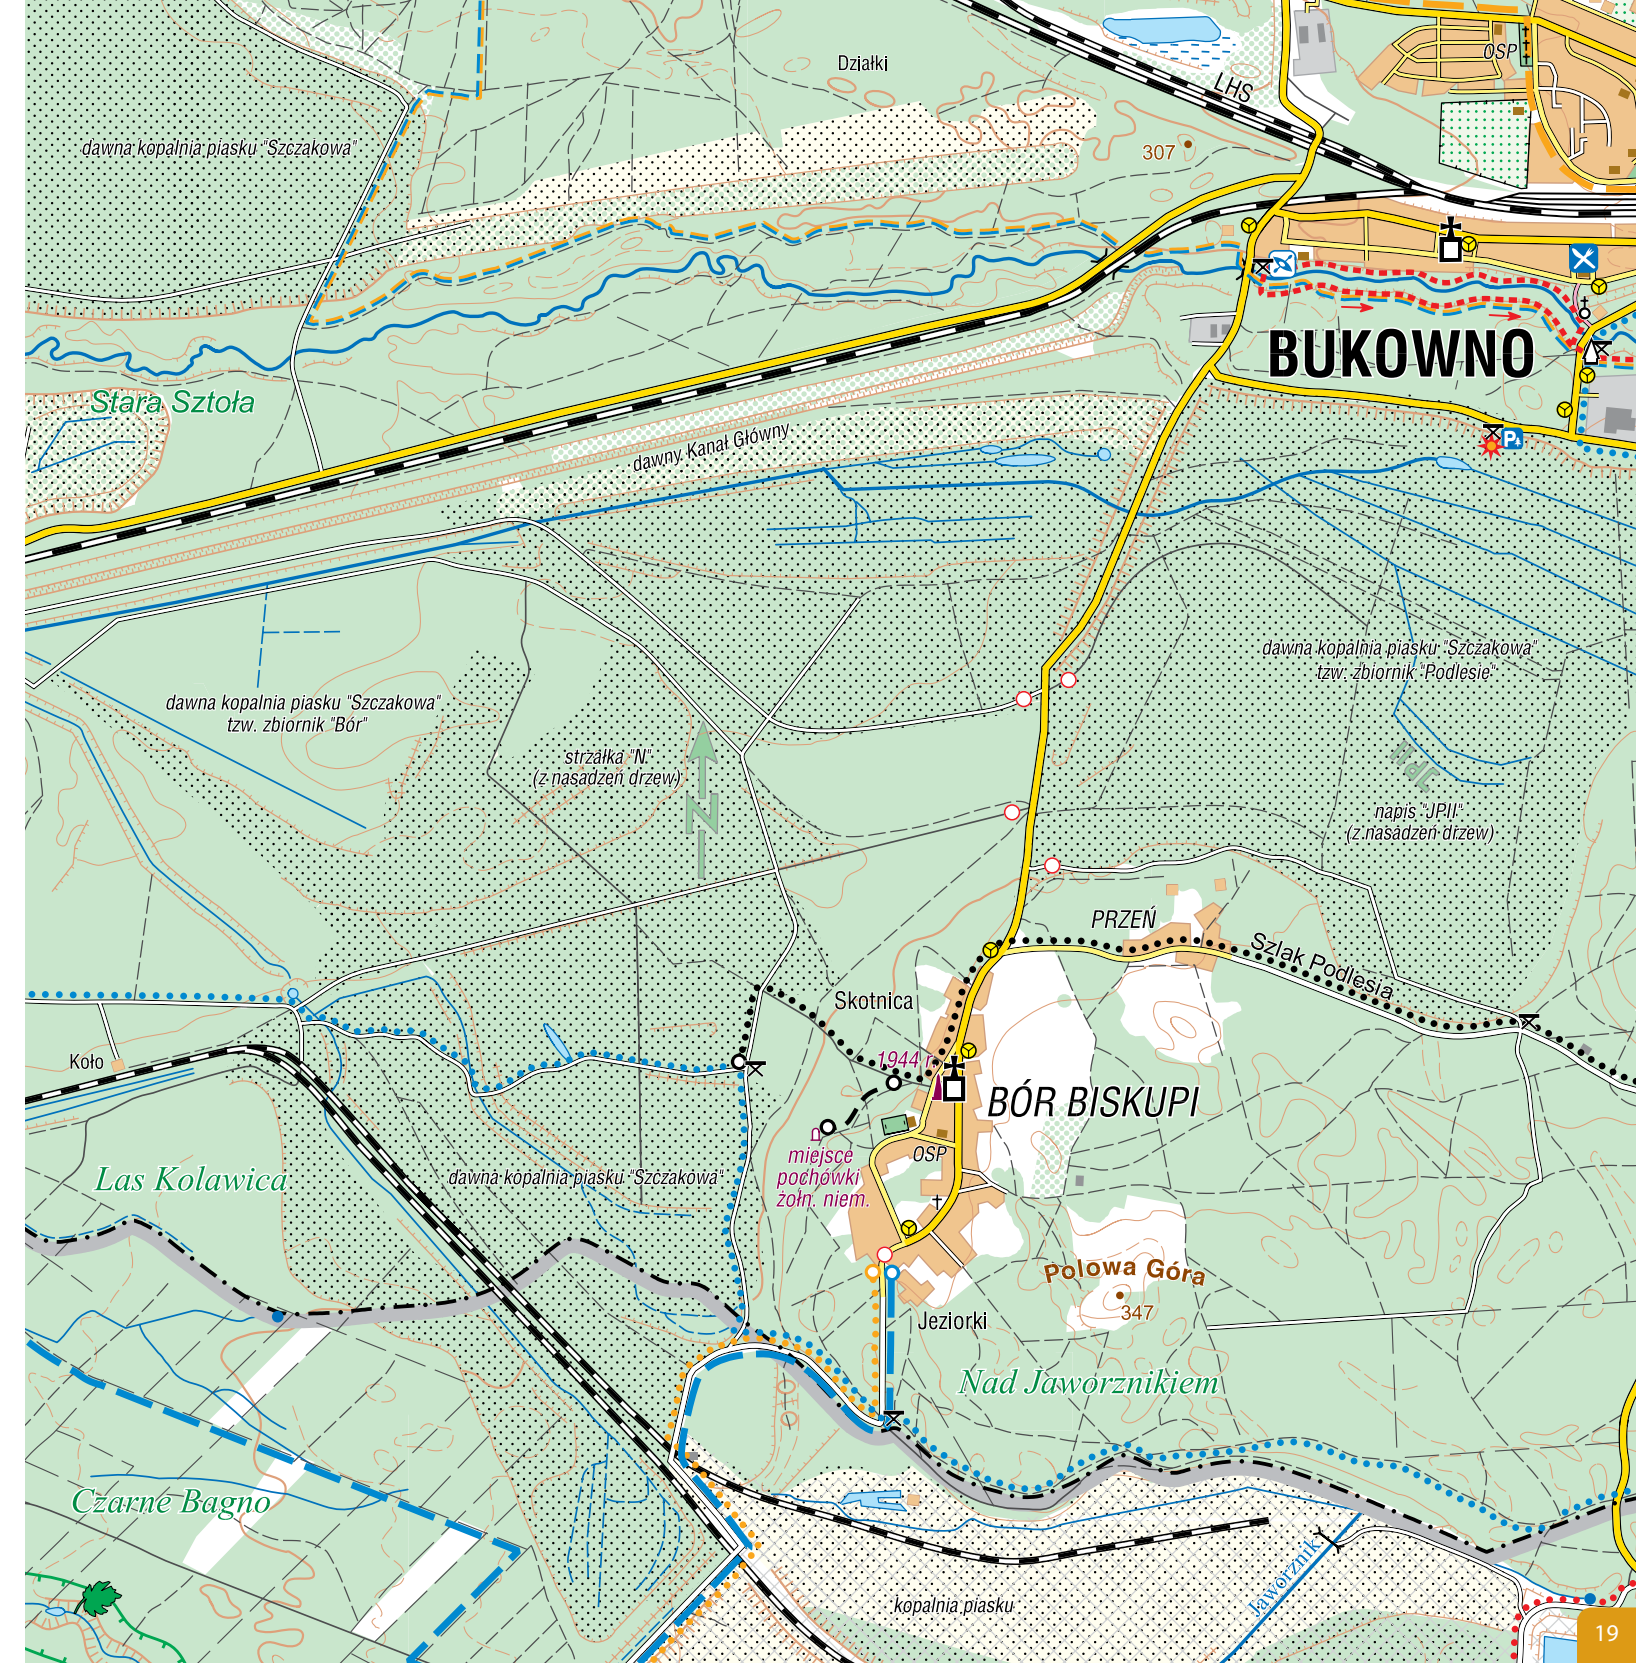 Działki
LHS
OSP
dawna kopalnia piasku "Szczakowa"
307
BUKOWNO
Stara Sztoła
dawny Kanał Główny
dawna kopalnia piasku "Szczakowa"
tzw. zbiornik "Podlesie"
dawna kopalnia piasku "Szczakowa"
tzw. zbiornik "Bór"
strzałka "N"
(z nasadzeń drzew)
N
JPII
napis "JPII"
(z nasadzeń drzew)
PRZEŃ
Szlak Podlesia
Skotnica
Koło
1944 r.
BÓR BISKUPI
OSP
miejsce
pochówki
żołn. niem.
Las Kolawica
dawna kopalnia piasku "Szczakowa"
Polowa Góra
347
Jeziorki
Nad Jaworznikiem
Czarne Bagno
Jaworznik
kopalnia piasku
19
P